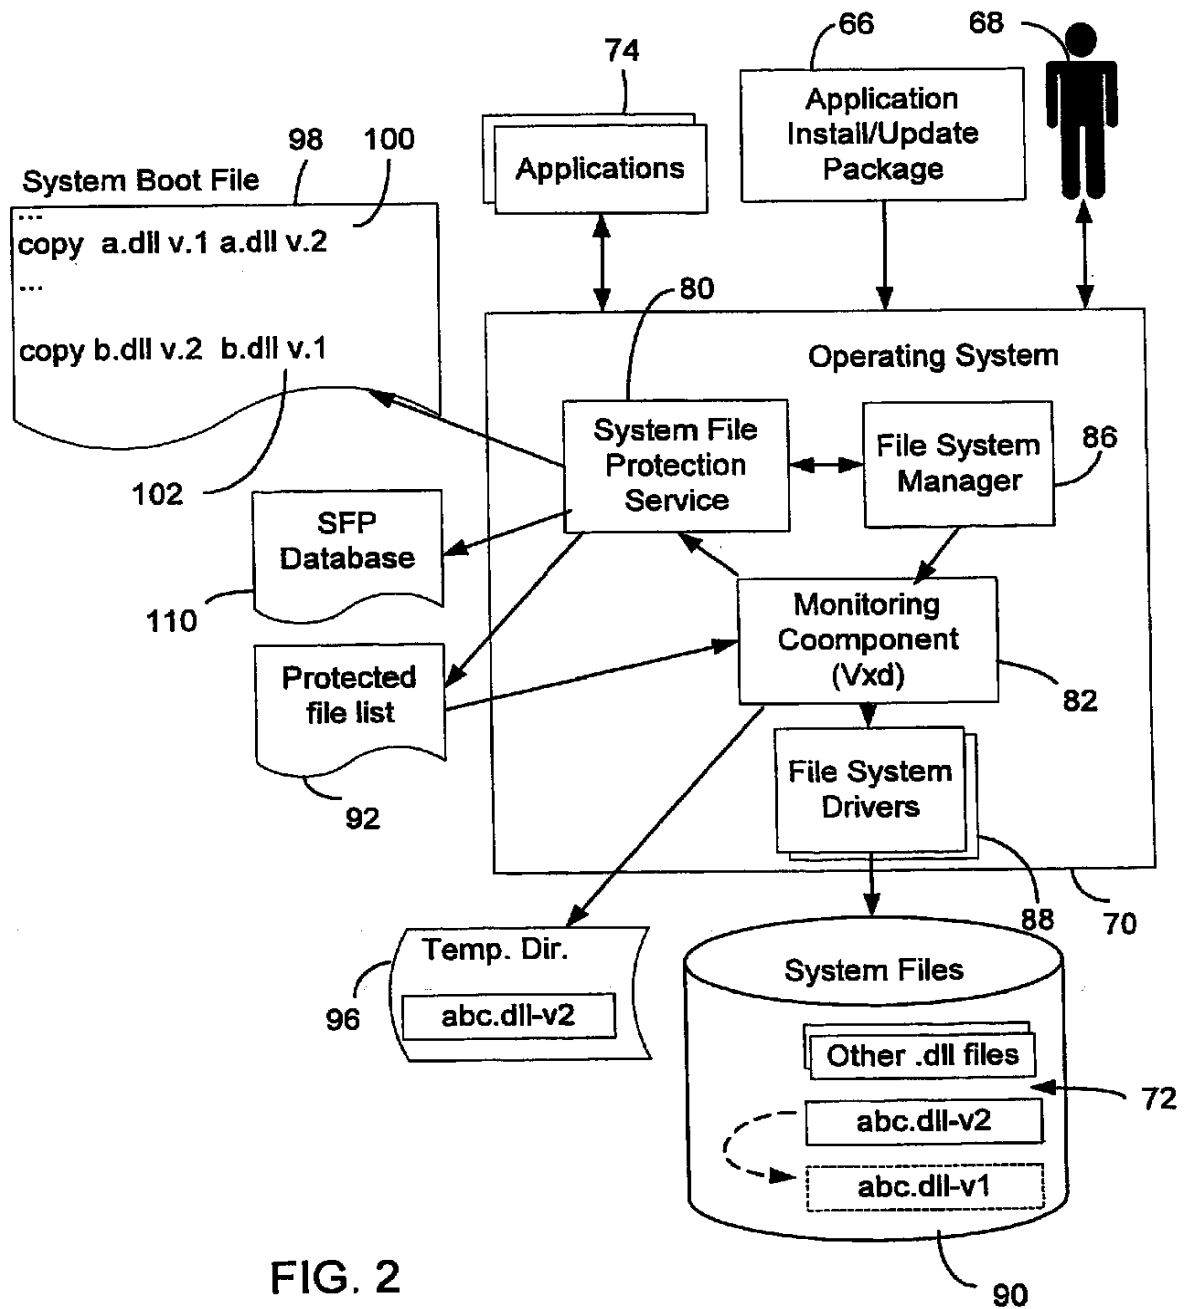 66
68
74
Application
Install/Update
Package
98
100
Applications
System Boot File
...
copy a.dll v.1 a.dll v.2
...
80
copy b.dll v.2 b.dll v.1
Operating System
System File
Protection
Service
File System
Manager
86
102
SFP
Database
110
Monitoring
Coomponent
(Vxd)
82
Protected
file list
92
File System
Drivers
88
70
Temp. Dir.
96
abc.dll-v2
System Files
Other .dll files
72
abc.dll-v2
abc.dll-v1
90
FIG. 2